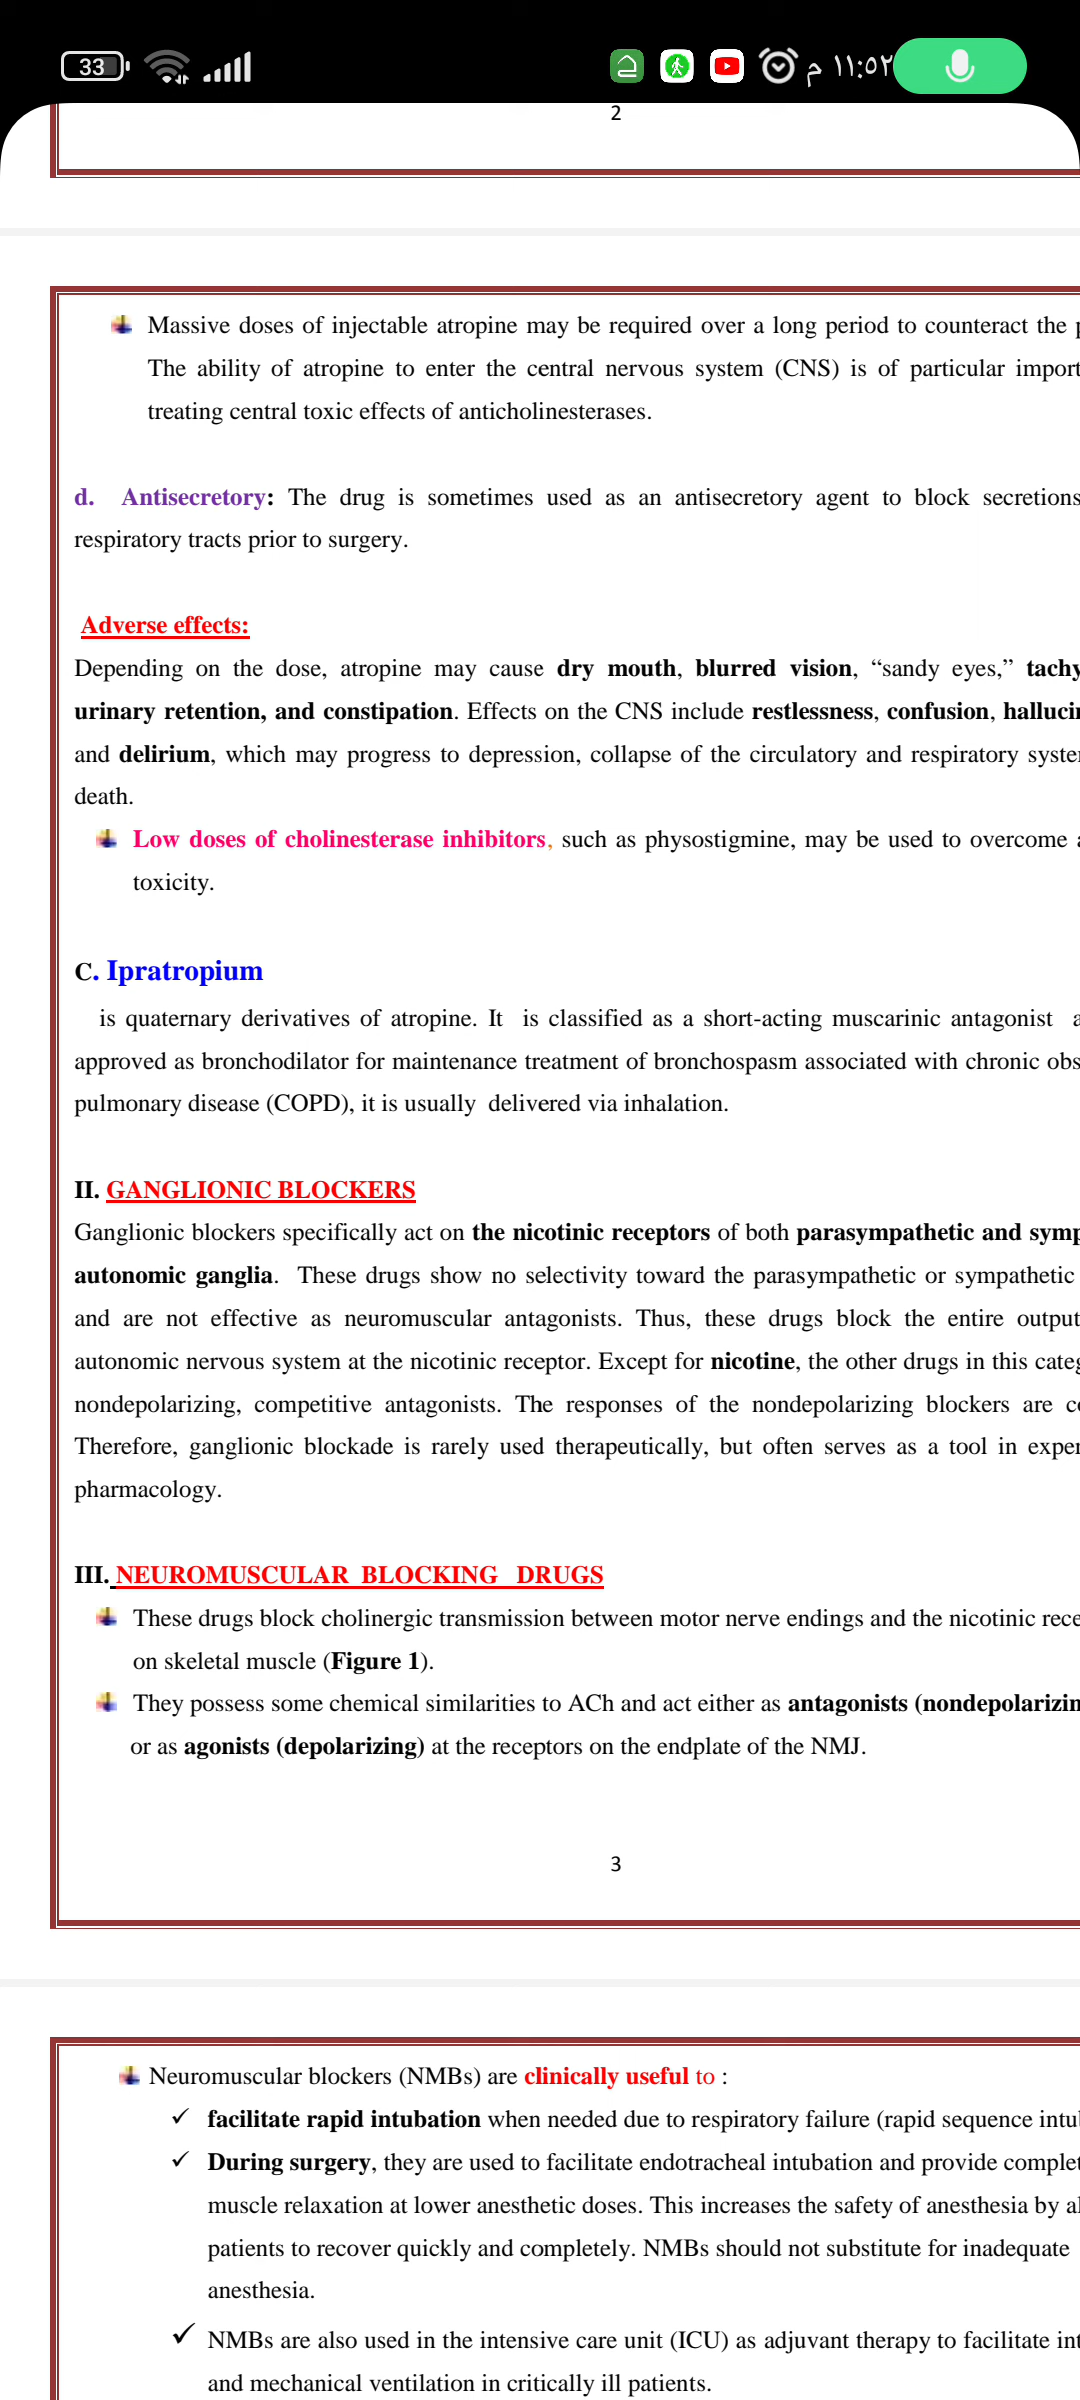 33
م ١١:٥٢
2
Massive doses of injectable atropine may be required over a long period to counteract the
The ability of atropine to enter the central nervous system (CNS) is of particular
treating central toxic effects of anticholinesterases.
d. Antisecretory: The drug is sometimes used as an antisecretory agent to block secretions
respiratory tracts prior to surgery.
Adverse effects:
Depending on the dose, atropine may cause dry mouth, blurred vision, “sandy eyes,”
urinary retention, and constipation. Effects on the CNS include restlessness, confusion,
and delirium, which may progress to depression, collapse of the circulatory and respiratory
death.
Low doses of cholinesterase inhibitors, such as physostigmine, may be used to overcome
toxicity.
C. Ipratropium
is quaternary derivatives of atropine. It is classified as a short-acting muscarinic antagonist
approved as bronchodilator for maintenance treatment of bronchospasm associated with chronic
pulmonary disease (COPD), it is usually delivered via inhalation.
II. GANGLIONIC BLOCKERS
Ganglionic blockers specifically act on the nicotinic receptors of both parasympathetic and
autonomic ganglia. These drugs show no selectivity toward the parasympathetic or sympathetic
and are not effective as neuromuscular antagonists. Thus, these drugs block the entire output
autonomic nervous system at the nicotinic receptor. Except for nicotine, the other drugs in this
nondepolarizing, competitive antagonists. The responses of the nondepolarizing blockers are
Therefore, ganglionic blockade is rarely used therapeutically, but often serves as a tool in
pharmacology.
III. NEUROMUSCULAR BLOCKING DRUGS
These drugs block cholinergic transmission between motor nerve endings and the nicotinic
on skeletal muscle (Figure 1).
They possess some chemical similarities to ACh and act either as antagonists
or as agonists (depolarizing) at the receptors on the endplate of the NMJ.
3
Neuromuscular blockers (NMBs) are clinically useful to :
facilitate rapid intubation when needed due to respiratory failure (rapid sequence
During surgery, they are used to facilitate endotracheal intubation and provide
muscle relaxation at lower anesthetic doses. This increases the safety of anesthesia by
patients to recover quickly and completely. NMBs should not substitute for inadequate
anesthesia.
NMBs are also used in the intensive care unit (ICU) as adjuvant therapy to facilitate
and mechanical ventilation in critically ill patients.